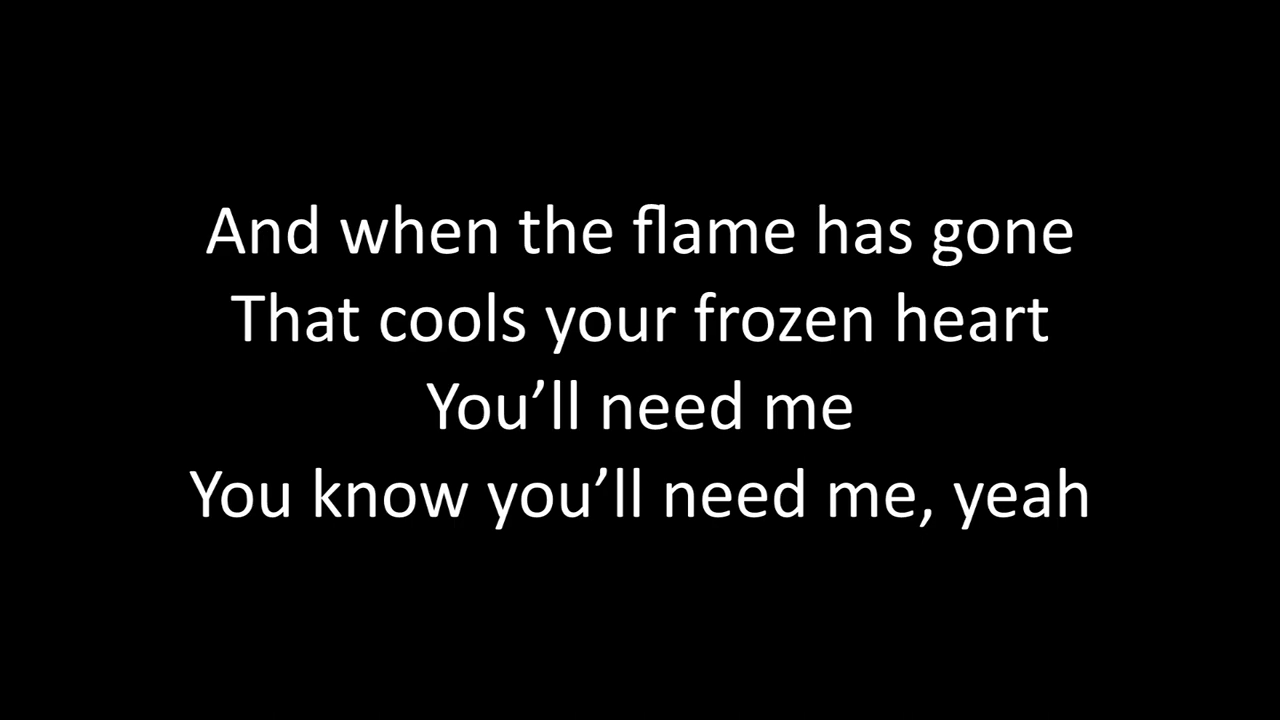 And when the flame has gone
That cools your frozen heart
You’ll need me
You know you’ll need me, yeah